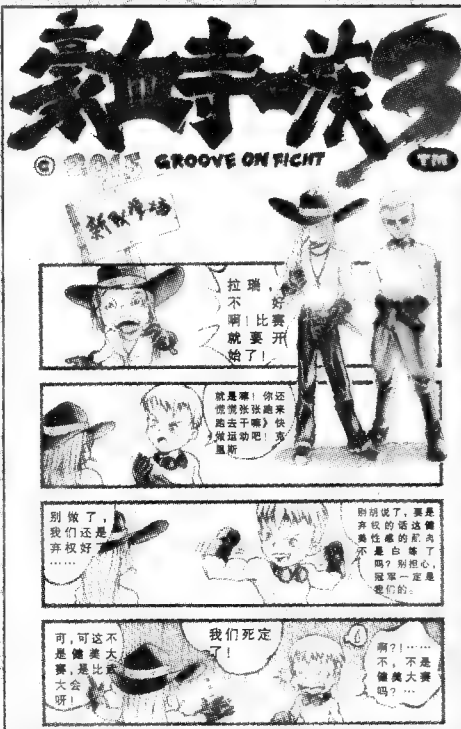 豪血寺一族3
GROOVE ON FIGHT
TM
拉瑞，
不好
啊！比赛
就要开
始了！
就是嘛！你还
慌慌张张跑来
跑去干嘛》快
做运动吧！克
里斯
别做了，
我们还是
弃权好
……
别胡说了，要是
弃权的话这健
美性感的肌肉
不是白练了
吗？别担心，
冠军一定是
我们的。
可，可这不
是健美大
赛，是比武
大会
呀！
我们死定
了！
啊？！……
不，不是
健美大赛
吗？…